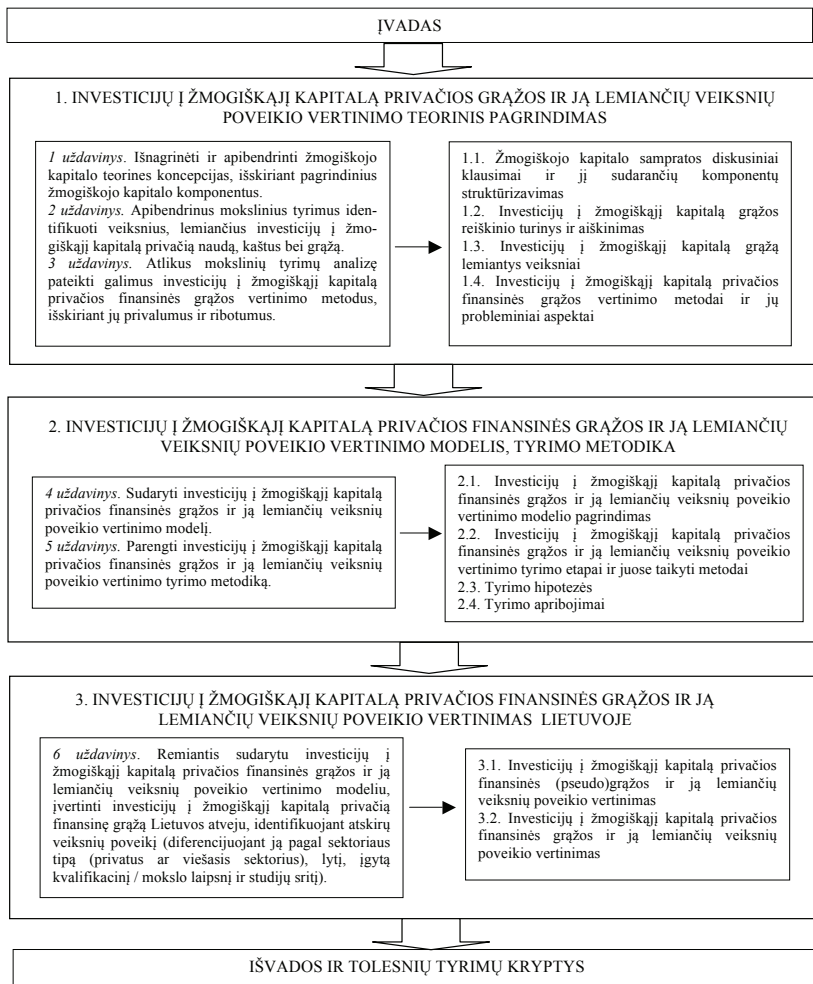 ĮVADAS
1. INVESTICIJŲ Į ŽMOGIŠKĄJĮ KAPITALĄ PRIVAČIOS GRĄŽOS IR JĄ LEMIANČIŲ VEIKSNIŲ
POVEIKIO VERTINIMO TEORINIS PAGRINDIMAS
1 uždavinys. Išnagrinėti ir apibendrinti žmogiškojo
kapitalo teorines koncepcijas, išskiriant pagrindinius
žmogiškojo kapitalo komponentus.
2 uždavinys. Apibendrinus mokslinius tyrimus iden-
tifikuoti veiksnius, lemiančius investicijų į žmo-
giškąjį kapitalą privačią naudą, kaštus bei grąžą.
3 uždavinys. Atlikus mokslinių tyrimų analizę
pateikti galimus investicijų į žmogiškąjį kapitalą
privačios finansinės grąžos vertinimo metodus,
išskiriant jų privalumus ir ribotumus.
1.1. Žmogiškojo kapitalo sampratos diskusiniai
klausimai ir jį sudarančių komponentų
struktūrizavimas
1.2. Investicijų į žmogiškąjį kapitalą grąžos
reiškinio turinys ir aiškinimas
1.3. Investicijų į žmogiškąjį kapitalą grąžą
lemiantys veiksniai
1.4. Investicijų į žmogiškąjį kapitalą privačios
finansinės grąžos vertinimo metodai ir jų
probleminiai aspektai
2. INVESTICIJŲ Į ŽMOGIŠKĄJĮ KAPITALĄ PRIVAČIOS FINANSINĖS GRĄŽOS IR JĄ LEMIANČIŲ
VEIKSNIŲ POVEIKIO VERTINIMO MODELIS, TYRIMO METODIKA
4 uždavinys. Sudaryti investicijų į žmogiškąjį kapitalą
privačios finansinės grąžos ir ją lemiančių veiksnių
poveikio vertinimo modelį.
5 uždavinys. Parengti investicijų į žmogiškąjį kapitalą
privačios finansinės grąžos ir ją lemiančių veiksnių
poveikio vertinimo tyrimo metodiką.
2.1. Investicijų į žmogiškąjį kapitalą privačios
finansinės grąžos ir ją lemiančių veiksnių poveikio
vertinimo modelio pagrindimas
2.2. Investicijų į žmogiškąjį kapitalą privačios
finansinės grąžos ir ją lemiančių veiksnių poveikio
vertinimo tyrimo etapai ir juose taikyti metodai
2.3. Tyrimo hipotezės
2.4. Tyrimo apribojimai
3. INVESTICIJŲ Į ŽMOGIŠKĄJĮ KAPITALĄ PRIVAČIOS FINANSINĖS GRĄŽOS IR JĄ
LEMIANČIŲ VEIKSNIŲ POVEIKIO VERTINIMAS LIETUVOJE
6 uždavinys. Remiantis sudarytu investicijų į
žmogiškąjį kapitalą privačios finansinės grąžos ir ją
lemiančių veiksnių poveikio vertinimo modeliu,
įvertinti investicijų į žmogiškąjį kapitalą privačią
finansinę grąžą Lietuvos atveju, identifikuojant atskirų
veiksnių poveikį (diferencijuojant ją pagal sektoriaus
tipą (privatus ar viešasis sektorius), lytį, įgytą
kvalifikacinį / mokslo laipsnį ir studijų sritį).
3.1. Investicijų į žmogiškąjį kapitalą privačios
finansinės (pseudo)grąžos ir ją lemiančių
veiksnių poveikio vertinimas
3.2. Investicijų į žmogiškąjį kapitalą privačios
finansinės grąžos ir ją lemiančių veiksnių
poveikio vertinimas
IŠVADOS IR TOLESNIŲ TYRIMŲ KRYPTYS